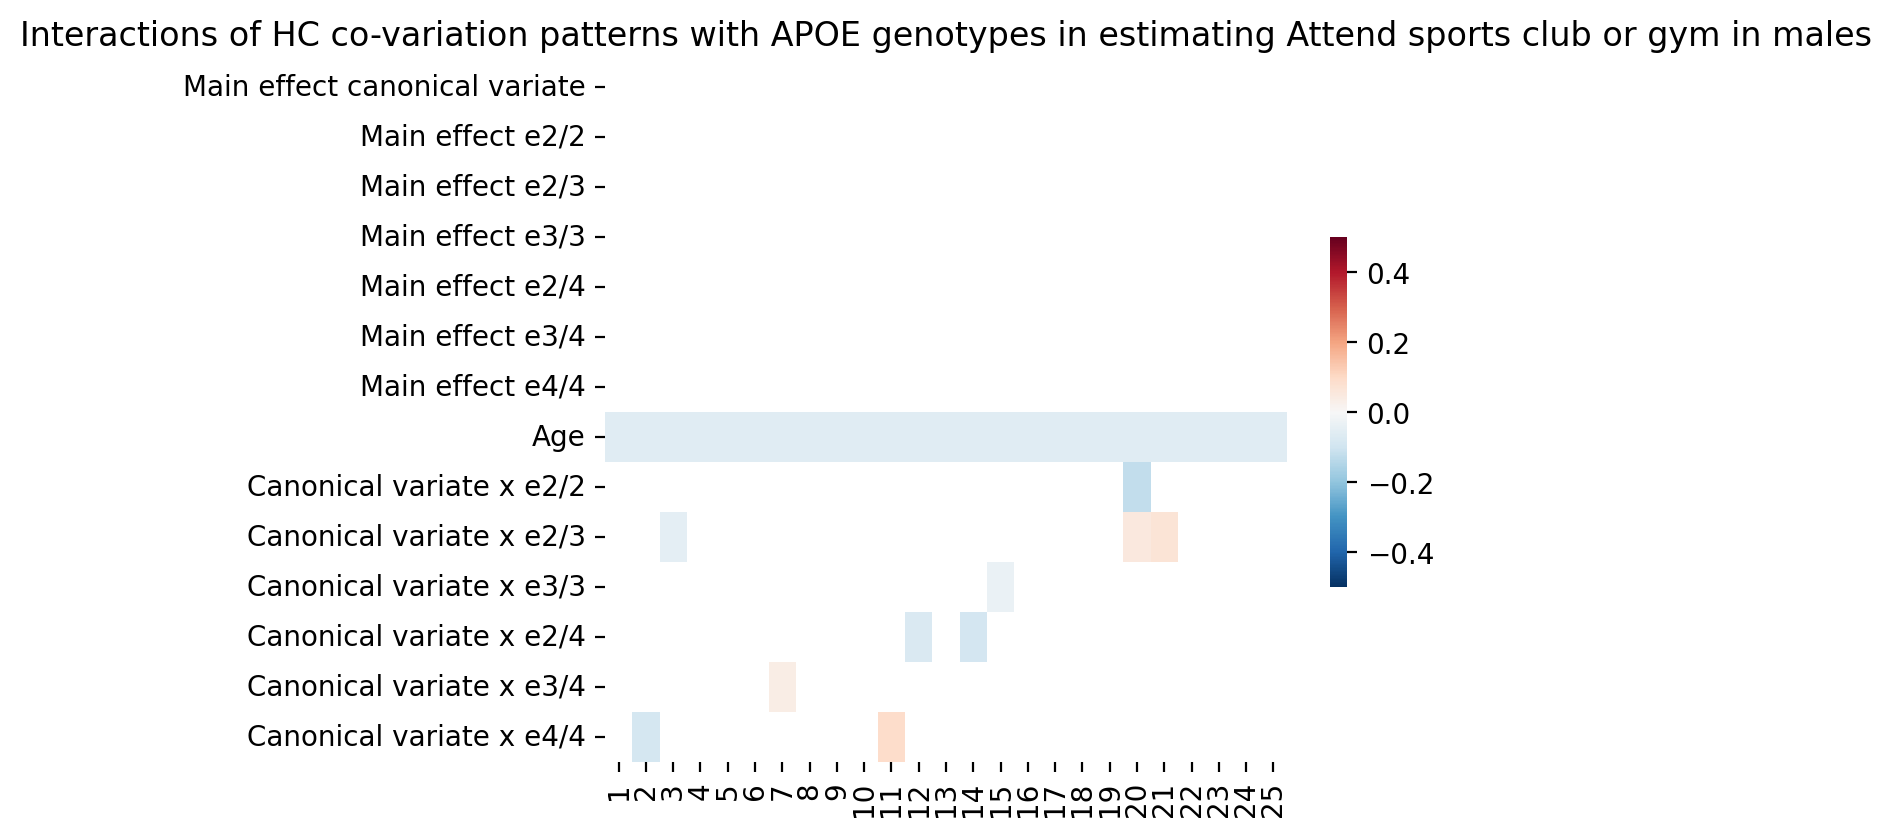 Interactions of HC co-variation patterns with APOE genotypes in estimating Attend sports club or gym in males
Main effect canonical variate
Main effect e2/2
Main effect e2/3
Main effect e3/3
Main effect e2/4
Main effect e3/4
Main effect e4/4
Age
Canonical variate x e2/2
Canonical variate x e2/3
Canonical variate x e3/3
Canonical variate x e2/4
Canonical variate x e3/4
Canonical variate x e4/4
1 2 3 4 5 6 7 8 9 10 11 12 13 14 15 16 17 18 19 20 21 22 23 24 25
0.4
0.2
0.0
−0.2
−0.4